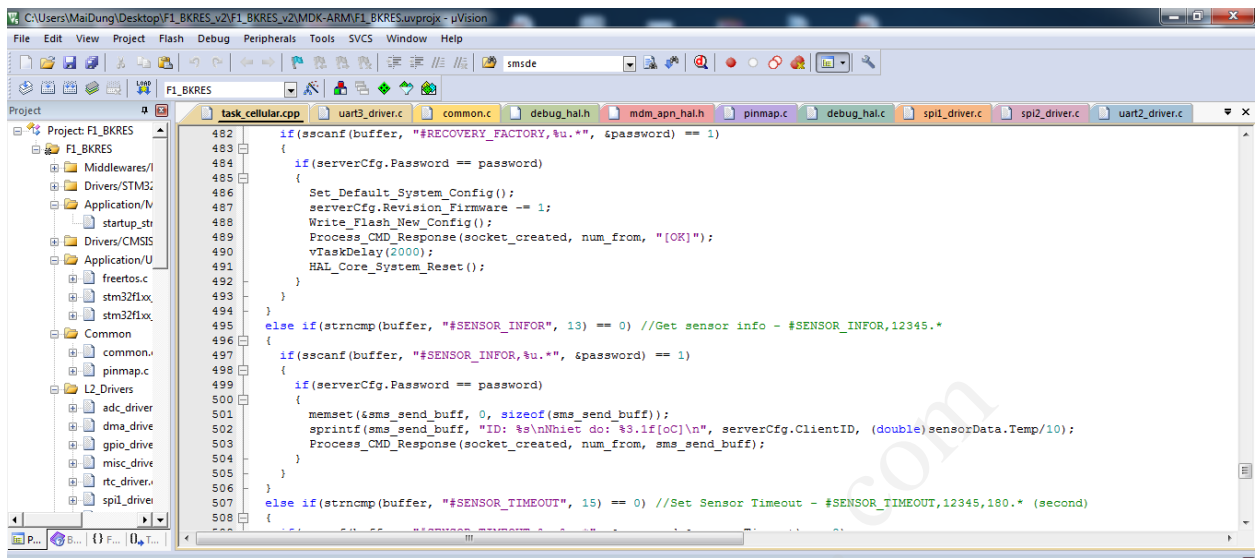 C:\Users\MaiDung\Desktop\F1_BKRES_v2\F1_BKRES_v2\MDK-ARM\F1_BKRES.uvprojx - µVision
File Edit View Project Flash Debug Peripherals Tools SVCS Window Help
smsde
F1_BKRES
Project
task_cellular.cpp uart3_driver.c common.c debug_hal.h mdm_apn_hal.h pinmap.c debug_hal.c spi1_driver.c spi2_driver.c uart2_driver.c
Project: F1_BKRES
F1_BKRES
Middlewares/
Drivers/STM32
Application/M
startup_str
Drivers/CMSIS
Application/U
freertos.c
stm32f1xx_
stm32f1xx_
Common
common.
pinmap.c
L2_Drivers
adc_driver
dma_drive
gpio_drive
misc_drive
rtc_driver.
spi1_driver
482 if(sscanf(buffer, "#RECOVERY_FACTORY,%u.*", &password) == 1)
483 {
484 if(serverCfg.Password == password)
485 {
486 Set_Default_System_Config();
487 serverCfg.Revision_Firmware -= 1;
488 Write_Flash_New_Config();
489 Process_CMD_Response(socket_created, num_from, "[OK]");
490 vTaskDelay(2000);
491 HAL_Core_System_Reset();
492 }
493 }
494 }
495 else if(strncmp(buffer, "#SENSOR_INFOR", 13) == 0) //Get sensor info - #SENSOR_INFOR,12345.*
496 {
497 if(sscanf(buffer, "#SENSOR_INFOR,%u.*", &password) == 1)
498 {
499 if(serverCfg.Password == password)
500 {
501 memset(&sms_send_buff, 0, sizeof(sms_send_buff));
502 sprintf(sms_send_buff, "ID: %s\nNhiet do: %3.1f[oC]\n", serverCfg.ClientID, (double)sensorData.Temp/10);
503 Process_CMD_Response(socket_created, num_from, sms_send_buff);
504 }
505 }
506 }
507 else if(strncmp(buffer, "#SENSOR_TIMEOUT", 15) == 0) //Set Sensor Timeout - #SENSOR_TIMEOUT,12345,180.* (second)
508 {
com
P... B... {} F... T...